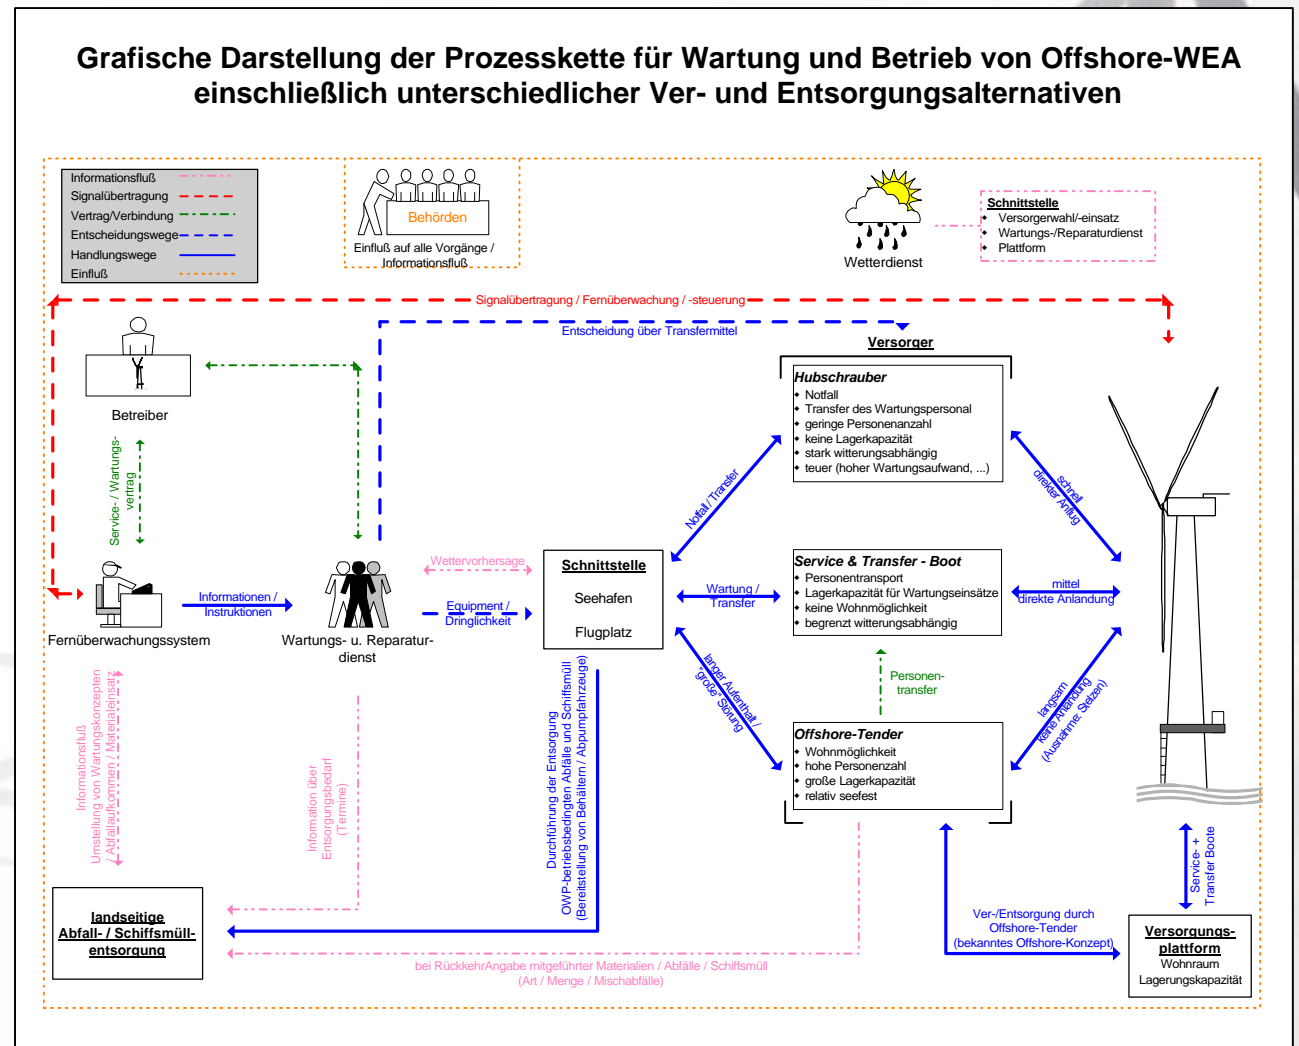 Grafische Darstellung der Prozesskette für Wartung und Betrieb von Offshore-WEA
einschließlich unterschiedlicher Ver- und Entsorgungsalternativen
Informationsfluß
Signalübertragung
Vertrag/Verbindung
Entscheidungswege
Handlungswege
Einfluß
Behörden
Einfluß auf alle Vorgänge /
Informationsfluß
Wetterdienst
Schnittstelle
Versorgerwahl/-einsatz
Wartungs-/Reparaturdienst
Plattform
Signalübertragung / Fernüberwachung / -steuerung
Entscheidung über Transfermittel
Betreiber
Service- / Wartungs-
vertrag
Fernüberwachungssystem
Informationen /
Instruktionen
Wartungs- u. Reparatur-
dienst
Wettervorhersage
Equipment /
Dringlichkeit
Schnittstelle
Seehafen
Flugplatz
Notfall / Transfer
Wartung /
Transfer
langer Aufenthalt /
"große" Störung
Versorger
Hubschrauber
Notfall
Transfer des Wartungspersonal
geringe Personenanzahl
keine Lagerkapazität
stark witterungsabhängig
teuer (hoher Wartungsaufwand, ...)
Service & Transfer - Boot
Personentransport
Lagerkapazität für Wartungseinsätze
keine Wohnmöglichkeit
begrenzt witterungsabhängig
Personen-
transfer
Offshore-Tender
Wohnmöglichkeit
hohe Personenzahl
große Lagerkapazität
relativ seefest
schnell
direkter Anflug
mittel
direkte Anlandung
langsam
keine Anlandung
(Ausnahme: Stelzen)
Informationsfluß
Umstellung von Wartungskonzepten
/ Abfallaufkommen / Materialeinsatz
Information über
Entsorgungsbedarf
(Termine)
Durchführung der Entsorgung
OWP-betriebsbedingten Abfälle und Schiffsmüll
(Bereitstellung von Behältern / Abpumpfahrzeuge)
Service- +
Transfer Boote
landseitige
Abfall- / Schiffsmüll-
entsorgung
bei RückkehrAngabe mitgeführter Materialien / Abfälle / Schiffsmüll
(Art / Menge / Mischabfälle)
Ver-/Entsorgung durch
Offshore-Tender
(bekanntes Offshore-Konzept)
Versorgungs-
plattform
Wohnraum
Lagerungskapazität